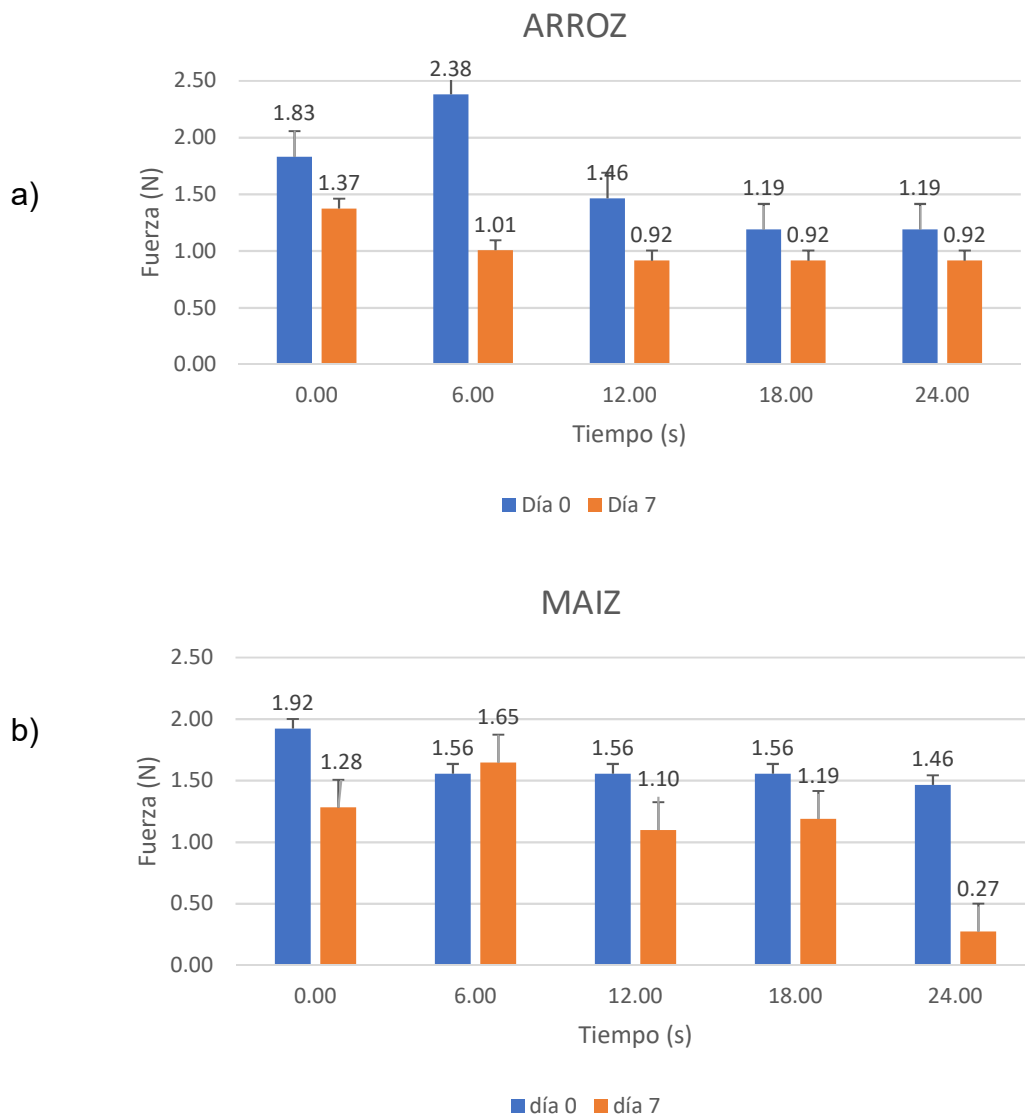 ARROZ
a)
Fuerza (N)
2.50
2.00
1.50
1.00
0.50
0.00
1.83
1.37
2.38
1.01
1.46
0.92
1.19
0.92
1.19
0.92
0.00 6.00 12.00 18.00 24.00
Tiempo (s)
Día 0 Día 7
MAIZ
b)
Fuerza (N)
2.50
2.00
1.50
1.00
0.50
0.00
1.92
1.28
1.56
1.65
1.56
1.10
1.56
1.19
1.46
0.27
0.00 6.00 12.00 18.00 24.00
Tiempo (s)
día 0 día 7